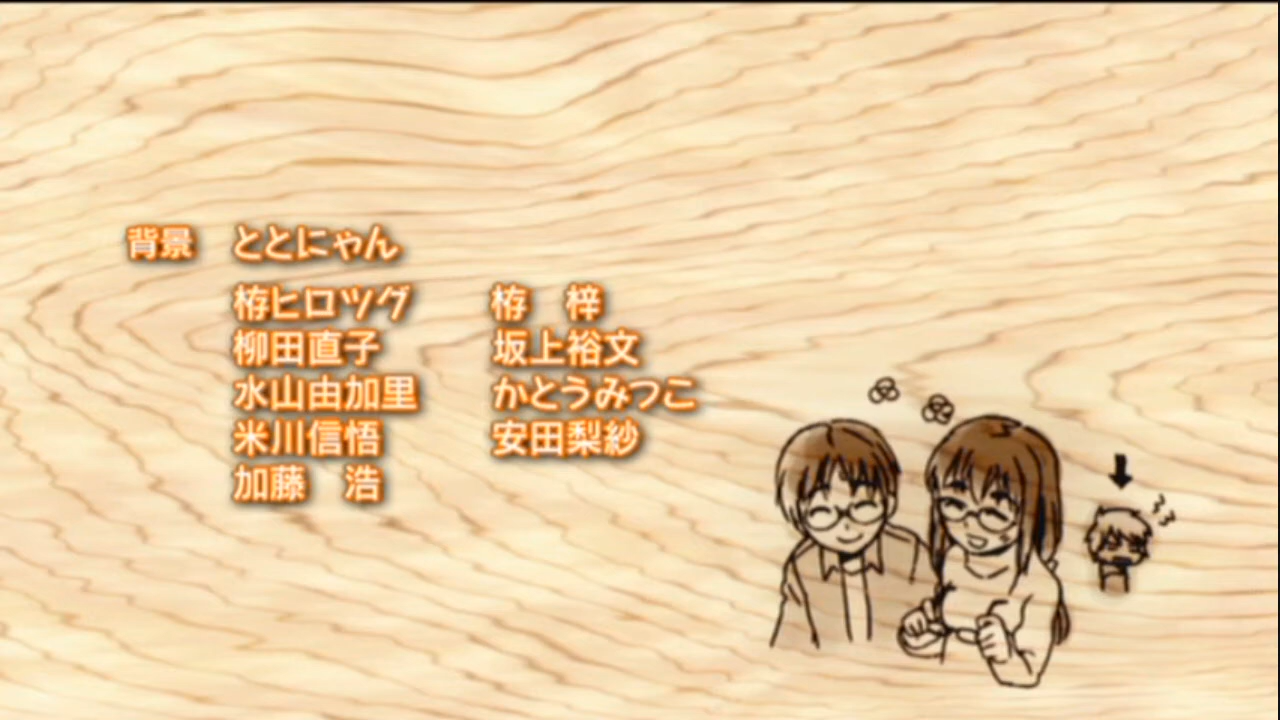 背景　ととにゃん
栫ヒロツグ　　栫　梓
柳田直子　　坂上裕文
水山由加里　　かとうみつこ
米川信悟　　安田梨紗
加藤　浩